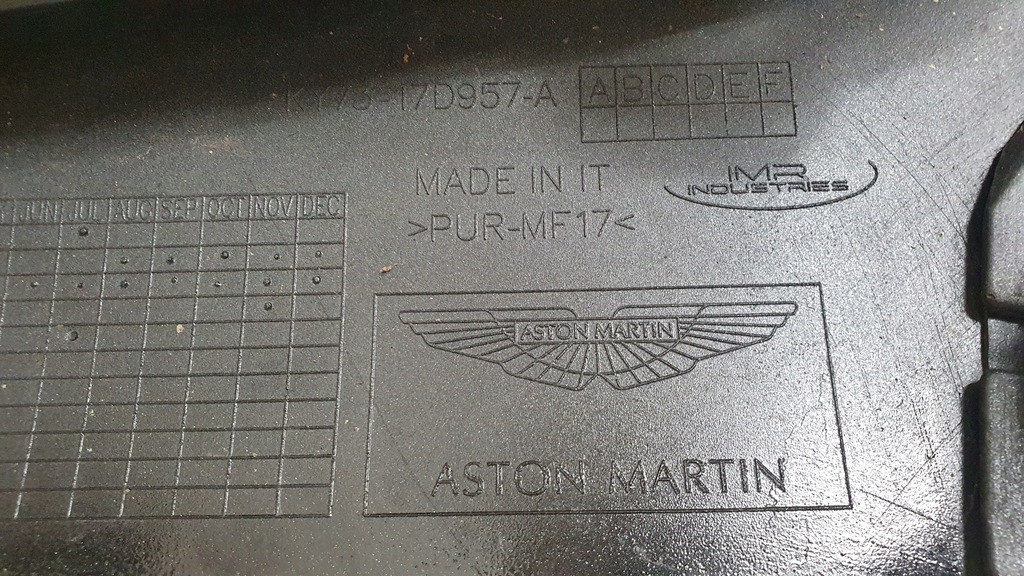 17D957-A
A B C D E F
MADE IN IT
>PUR-MF17<
IMR
INDUSTRIES
JUN JUL AUG SEP OCT NOV DEC
ASTON MARTIN
ASTON MARTIN